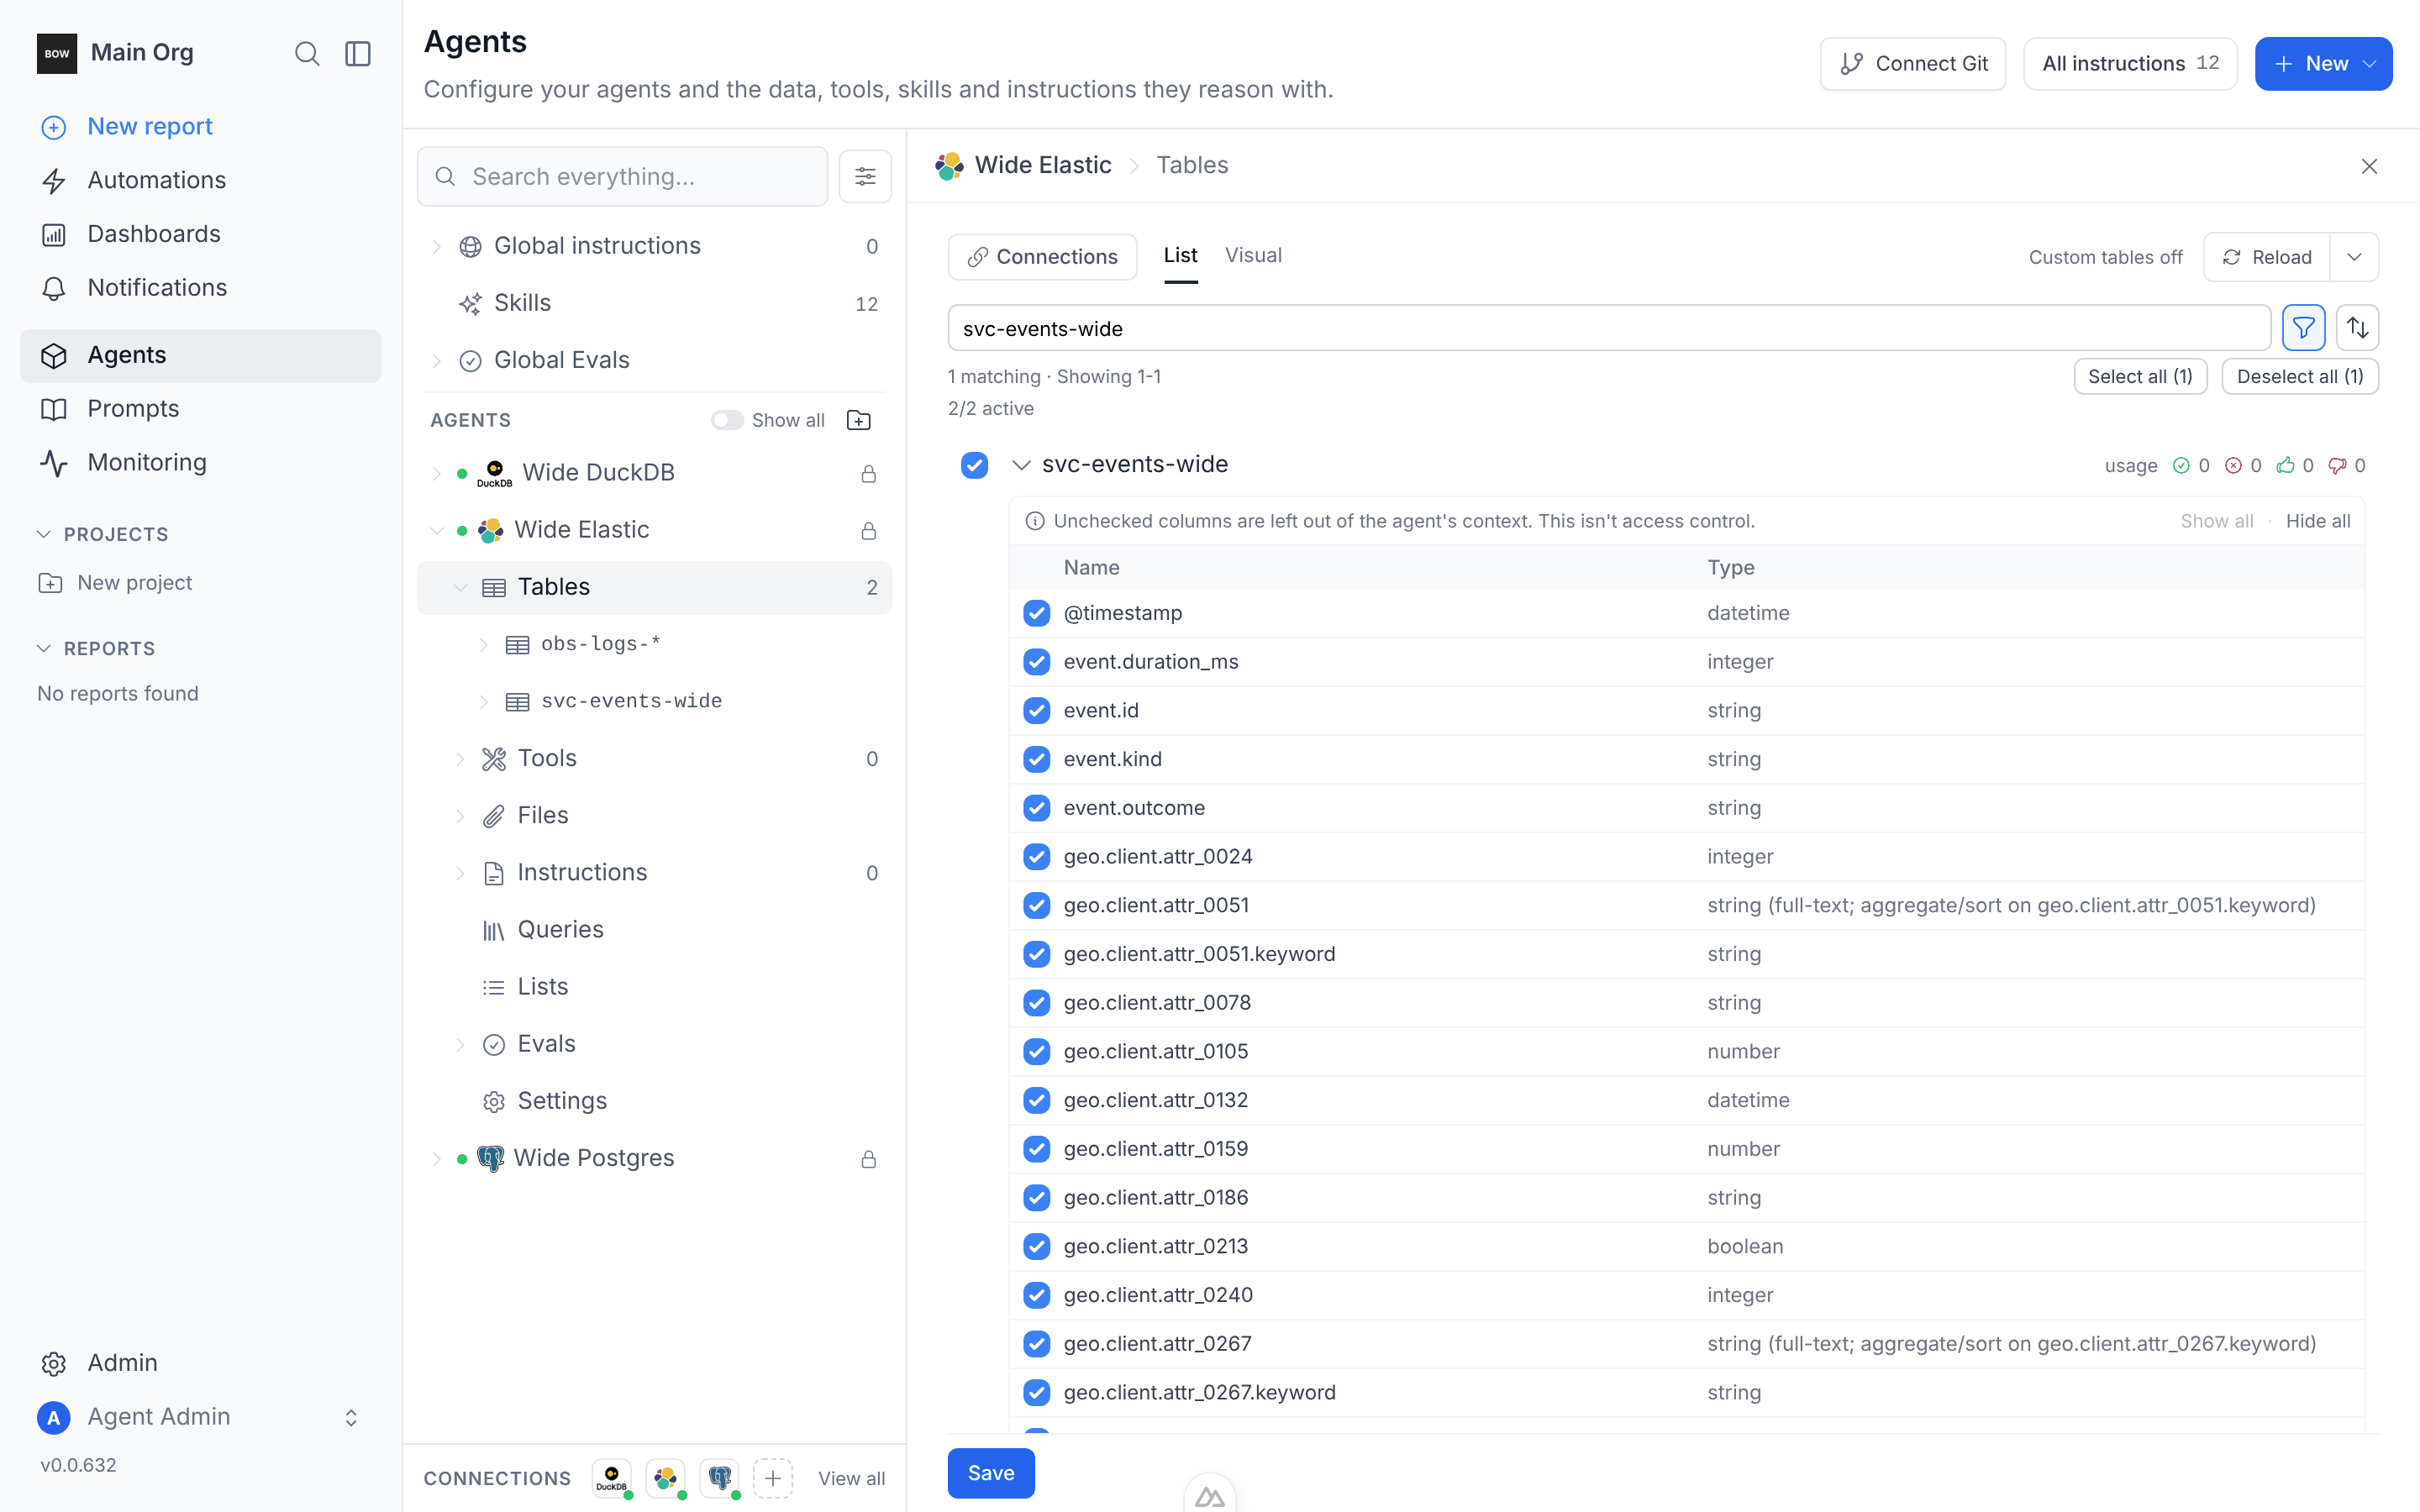 BOW Main Org
New report
Automations
Dashboards
Notifications
Agents
Prompts
Monitoring
PROJECTS
New project
REPORTS
No reports found
Admin
A Agent Admin
v0.0.632
Agents
Configure your agents and the data, tools, skills and instructions they reason with.
Connect Git
All instructions 12
New
Search everything...
Global instructions 0
Skills 12
Global Evals
AGENTS Show all
DuckDB Wide DuckDB
Wide Elastic
Tables 2
obs-logs-*
svc-events-wide
Tools 0
Files
Instructions 0
Queries
Lists
Evals
Settings
Wide Postgres
CONNECTIONS DuckDB View all
Wide Elastic Tables
Connections List Visual
Custom tables off Reload
svc-events-wide
1 matching · Showing 1-1
Select all (1) Deselect all (1)
2/2 active
svc-events-wide usage 0 0 0 0
Unchecked columns are left out of the agent's context. This isn't access control. Show all · Hide all
Name Type
@timestamp datetime
event.duration_ms integer
event.id string
event.kind string
event.outcome string
geo.client.attr_0024 integer
geo.client.attr_0051 string (full-text; aggregate/sort on geo.client.attr_0051.keyword)
geo.client.attr_0051.keyword string
geo.client.attr_0078 string
geo.client.attr_0105 number
geo.client.attr_0132 datetime
geo.client.attr_0159 number
geo.client.attr_0186 string
geo.client.attr_0213 boolean
geo.client.attr_0240 integer
geo.client.attr_0267 string (full-text; aggregate/sort on geo.client.attr_0267.keyword)
geo.client.attr_0267.keyword string
Save